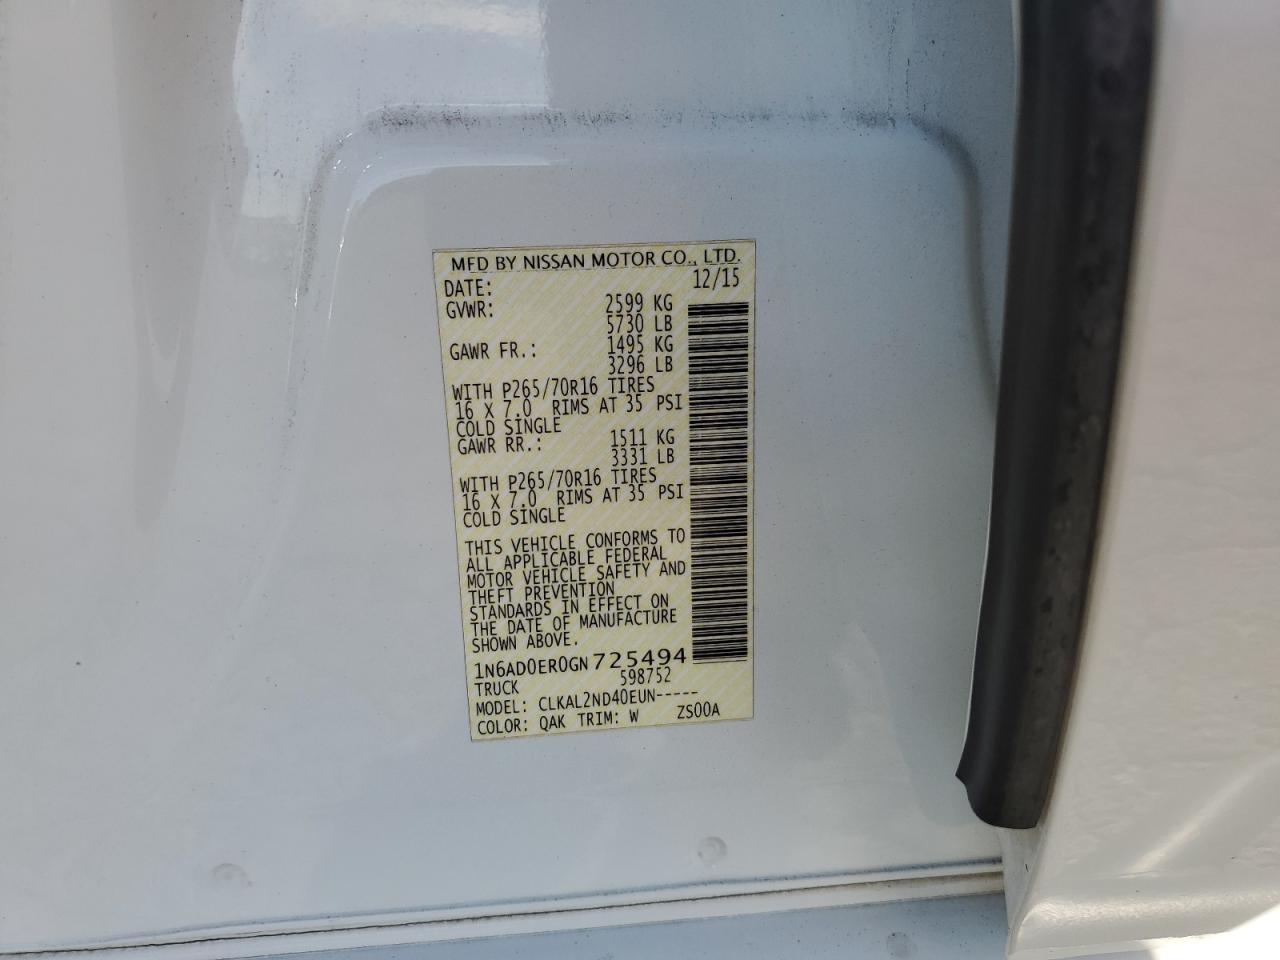 MFD BY NISSAN MOTOR CO., LTD.
DATE: 12/15
GVWR: 2599 KG
5730 LB
GAWR FR.: 1495 KG
3296 LB
WITH P265/70R16 TIRES
16 X 7.0 RIMS AT 35 PSI
COLD SINGLE
GAWR RR.: 1511 KG
3331 LB
WITH P265/70R16 TIRES
16 X 7.0 RIMS AT 35 PSI
COLD SINGLE
THIS VEHICLE CONFORMS TO
ALL APPLICABLE FEDERAL
MOTOR VEHICLE SAFETY AND
THEFT PREVENTION
STANDARDS IN EFFECT ON
THE DATE OF MANUFACTURE
SHOWN ABOVE.
1N6AD0ER0GN725494
TRUCK 598752
MODEL: CLKAL2ND40EUN-----
COLOR: QAK TRIM: W ZS00A